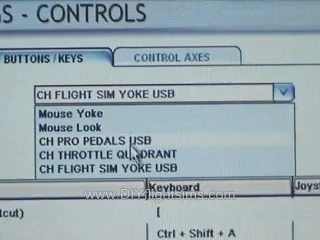 GS - CONTROLS
BUTTONS / KEYS
CONTROL AXES
CH FLIGHT SIM YOKE USB
Mouse Yoke
Mouse Look
CH PRO PEDALS USB
CH THROTTLE QUADRANT
CH FLIGHT SIM YOKE USB
www.DIYflightsims.com
Keyboard Joys
tcut) [
Ctrl + Shift + A